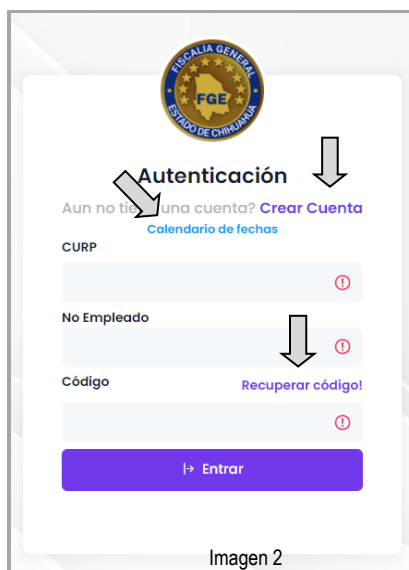 FISCALIA GENERAL
FGE
ESTADO DE CHIHUAHUA
Autenticación
Aun no una cuenta? Crear Cuenta
Calendario de fechas
CURP
No Empleado
Código Recuperar código!
Entrar
Imagen 2